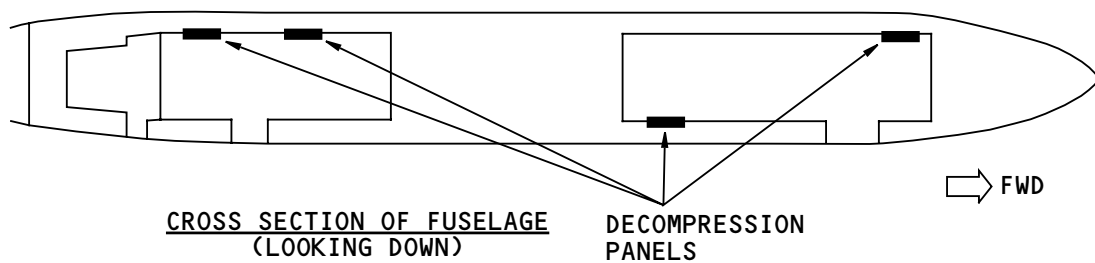 FWD
CROSS SECTION OF FUSELAGE
(LOOKING DOWN)
DECOMPRESSION
PANELS